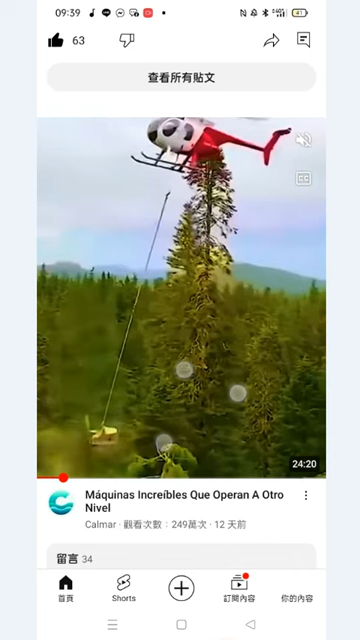 09:39
41
63
查看所有貼文
CC
24:20
Máquinas Increíbles Que Operan A Otro
Nivel
Calmar · 觀看次數：249萬次 · 12 天前
留言 34
首頁
Shorts
訂閱內容
你的內容